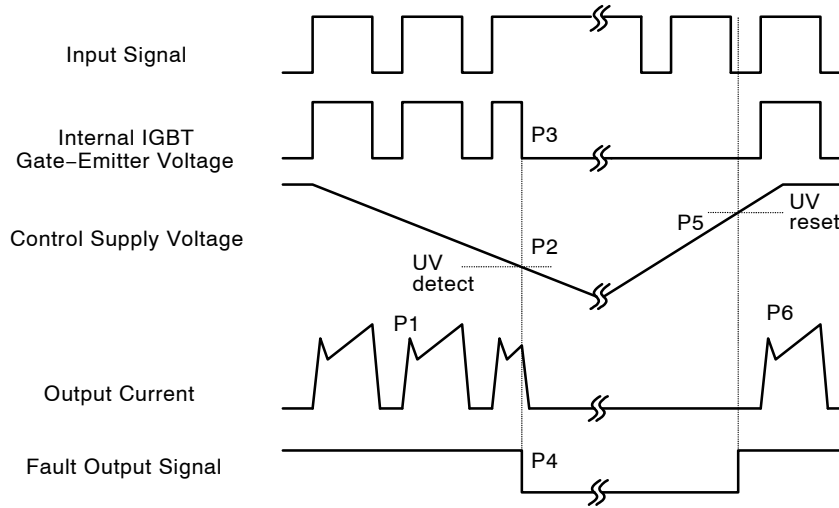 Input Signal
Internal IGBT
Gate−Emitter Voltage
P3
Control Supply Voltage
P2
UV
detect
P5
UV
reset
P1
P6
Output Current
Fault Output Signal
P4